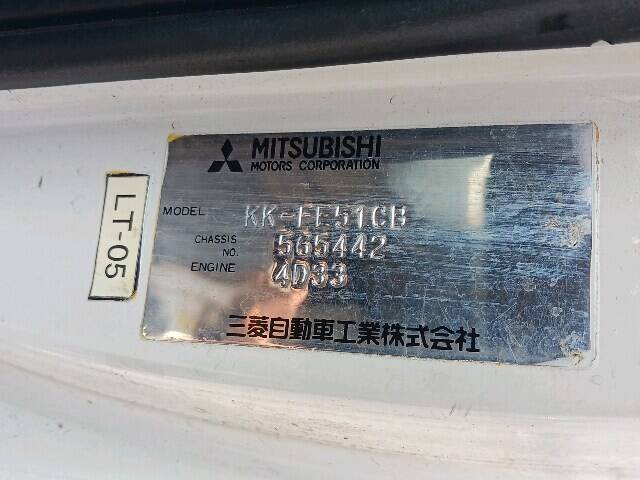 MITSUBISHI
MOTORS CORPORATION
MODEL KK-FE51CB
CHASSIS NO. 565442
ENGINE 4D33
三菱自動車工業株式会社
LT-05